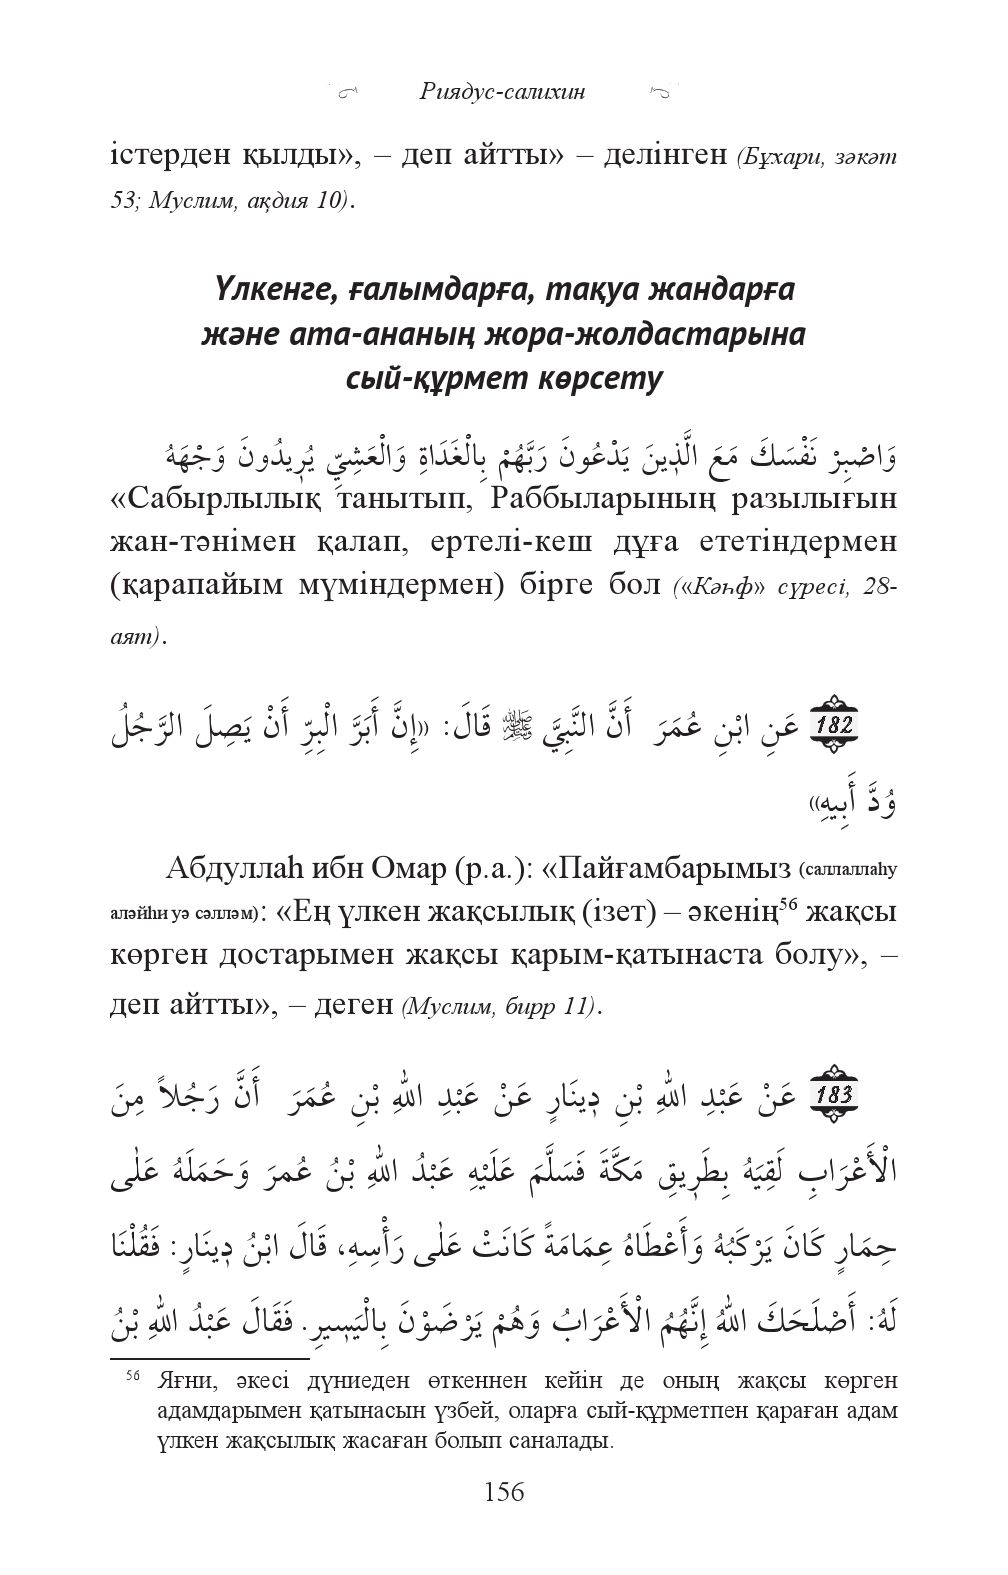 Риядус-салихин
істерден қылды», – деп айтты» – делінген (Бұхари, зәкәт
53; Муслим, ақдия 10).
Үлкенге, ғалымдарға, тақуа жандарға
және ата-ананың жора-жолдастарына
сый-құрмет көрсету
وَاصْبِرْ نَفْسَكَ مَعَ الَّذِينَ يَدْعُونَ رَبَّهُمْ بِالْغَدَاةِ وَالْعَشِيِّ يُرِيدُونَ وَجْهَهُ
«Сабырлылық танытып, Раббыларының разылығын
жан-тәнімен қалап, ертелі-кеш дұға ететіндермен
(қарапайым мүміндермен) бірге бол («Кәһф» сүресі, 28-
аят).
182 عَنِ ابْنِ عُمَرَ أَنَّ النَّبِيَّ ﷺ قَالَ: «إِنَّ أَبَرَّ الْبِرِّ أَنْ يَصِلَ الرَّجُلُ
وُدَّ أَبِيهِ»
Абдуллаһ ибн Омар (р.а.): «Пайғамбарымыз (саллаллаһу
аләйһи уә сәлләм): «Ең үлкен жақсылық (ізет) – әкенің56 жақсы
көрген достарымен жақсы қарым-қатынаста болу», –
деп айтты», – деген (Муслим, бирр 11).
183 عَنْ عَبْدِ اللهِ بْنِ دِينَارٍ عَنْ عَبْدِ اللهِ بْنِ عُمَرَ أَنَّ رَجُلاً مِنَ
الْأَعْرَابِ لَقِيَهُ بِطَرِيقِ مَكَّةَ فَسَلَّمَ عَلَيْهِ عَبْدُ اللهِ بْنُ عُمرَ وَحَمَلَهُ عَلٰى
حِمَارٍ كَانَ يَرْكَبُهُ وَأَعْطَاهُ عِمَامَةً كَانَتْ عَلٰى رَأْسِهِ، قَالَ ابْنُ دِينَارٍ: فَقُلْنَا
لَهُ: أَصْلَحَكَ اللهُ إِنَّهُمُ الْأَعْرَابُ وَهُمْ يَرْضَوْنَ بِالْيَسِيرِ. فَقَالَ عَبْدُ اللهِ بْنُ
56 Яғни, әкесі дүниеден өткеннен кейін де оның жақсы көрген
адамдарымен қатынасын үзбей, оларға сый-құрметпен қараған адам
үлкен жақсылық жасаған болып саналады.
156